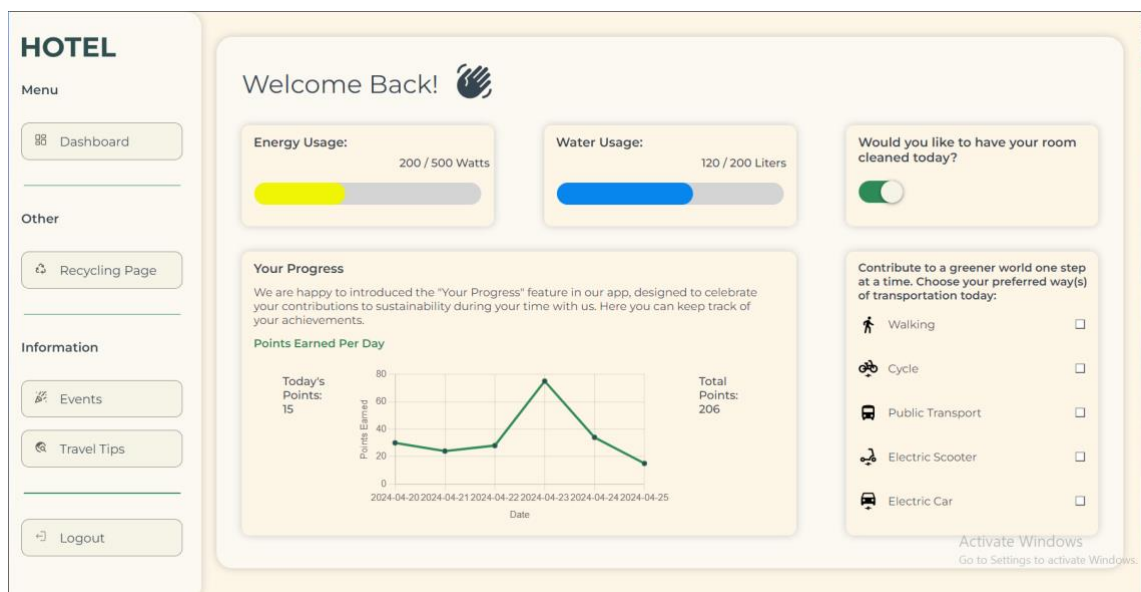 HOTEL
Menu
Dashboard
Other
Recycling Page
Information
Events
Travel Tips
Logout
Welcome Back!
Energy Usage:
200 / 500 Watts
Water Usage:
120 / 200 Liters
Would you like to have your room
cleaned today?
Your Progress
We are happy to introduced the "Your Progress" feature in our app, designed to celebrate
your contributions to sustainability during your time with us. Here you can keep track of
your achievements.
Points Earned Per Day
Today's
Points:
15
Points Earned
80
60
40
20
0
2024-04-20 2024-04-21 2024-04-22 2024-04-23 2024-04-24 2024-04-25
Date
Total
Points:
206
Contribute to a greener world one step
at a time. Choose your preferred way(s)
of transportation today:
Walking
Cycle
Public Transport
Electric Scooter
Electric Car
Activate Windows
Go to Settings to activate Windows.